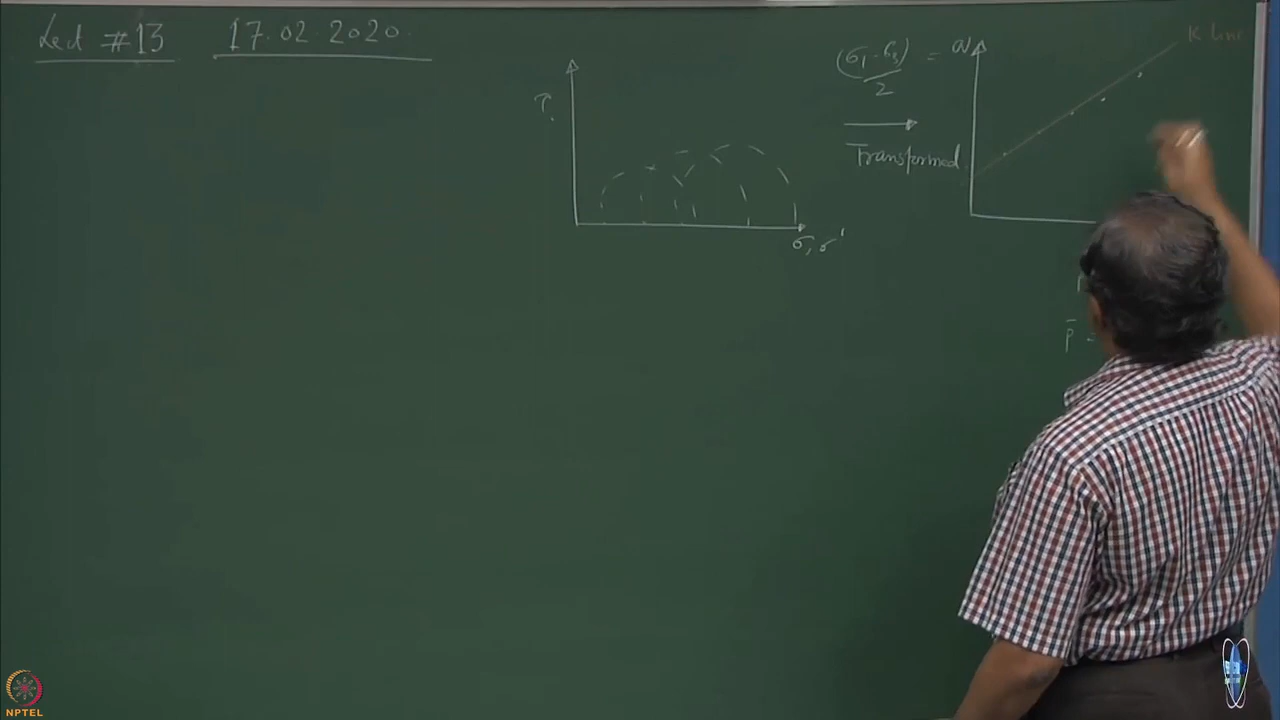 Lect #13 17.02.2020.
τ
σ, σ'
(σ1 - σ3)/2 = q
Transformed
K line
p̄ =
NPTEL